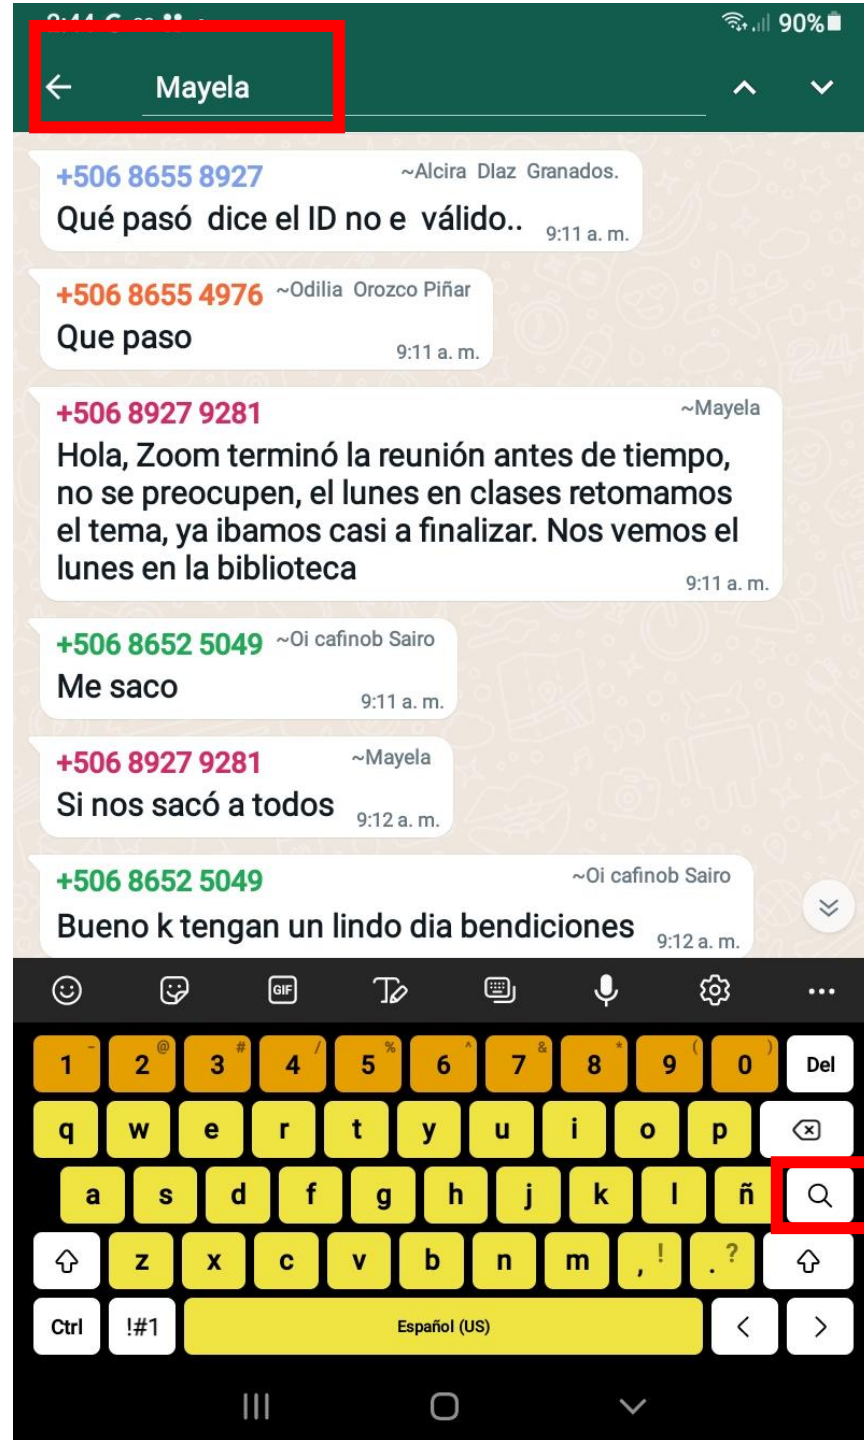 90%
Mayela
+506 8655 8927 ~Alcira DIaz Granados.
Qué pasó dice el ID no e válido.. 9:11 a. m.
+506 8655 4976 ~Odilia Orozco Piñar
Que paso 9:11 a. m.
+506 8927 9281 ~Mayela
Hola, Zoom terminó la reunión antes de tiempo,
no se preocupen, el lunes en clases retomamos
el tema, ya ibamos casi a finalizar. Nos vemos el
lunes en la biblioteca 9:11 a. m.
+506 8652 5049 ~Oi cafinob Sairo
Me saco 9:11 a. m.
+506 8927 9281 ~Mayela
Si nos sacó a todos 9:12 a. m.
+506 8652 5049 ~Oi cafinob Sairo
Bueno k tengan un lindo dia bendiciones 9:12 a. m.
GIF
1 - 2 @ 3 # 4 / 5 % 6 ^ 7 & 8 * 9 ( 0 ) Del
q w e r t y u i o p
a s d f g h j k l ñ
z x c v b n m , ! . ?
Ctrl !#1 Español (US) < >